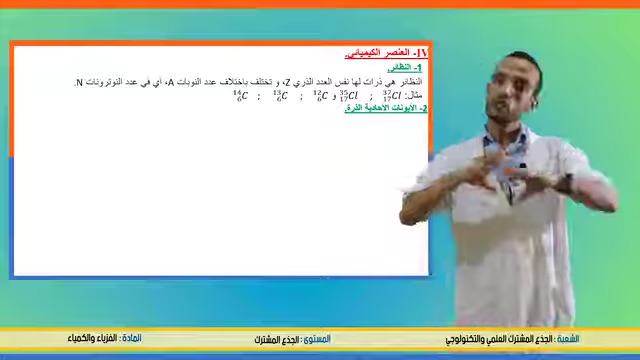 IV- العنصر الكيميائي.
1- النظائر.
النظائر هي ذرات لها نفس العدد الذري Z، و تختلف باختلاف عدد النويات A، أي في عدد النوترونات N.
مثال: ³⁷₁₇Cl ; ³⁵₁₇Cl و ¹²₆C ; ¹³₆C ; ¹⁴₆C
2- الأيونات الأحادية الذرة.
الشعبة : الجذع المشترك العلمي والتكنولوجي
المستوى : الجذع المشترك
المادة : الفزياء والكمياء